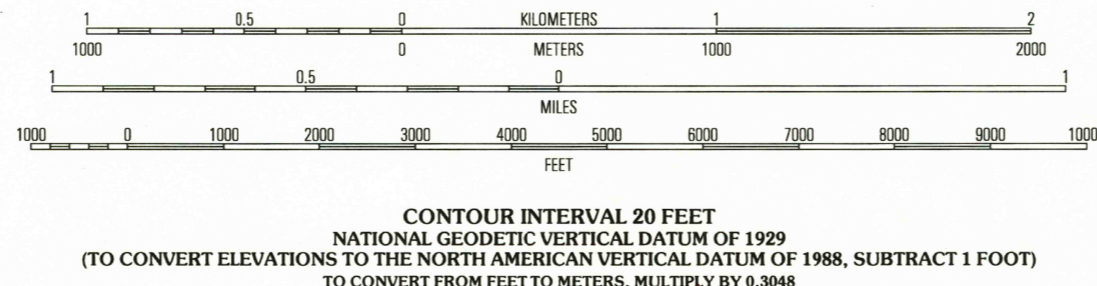 1 0.5 0 KILOMETERS 1 2
1000 0 METERS 1000 2000
1 0.5 0 1
MILES
1000 0 1000 2000 3000 4000 5000 6000 7000 8000 9000 1000
FEET
CONTOUR INTERVAL 20 FEET
NATIONAL GEODETIC VERTICAL DATUM OF 1929
(TO CONVERT ELEVATIONS TO THE NORTH AMERICAN VERTICAL DATUM OF 1988, SUBTRACT 1 FOOT)
TO CONVERT FROM FEET TO METERS, MULTIPLY BY 0.3048